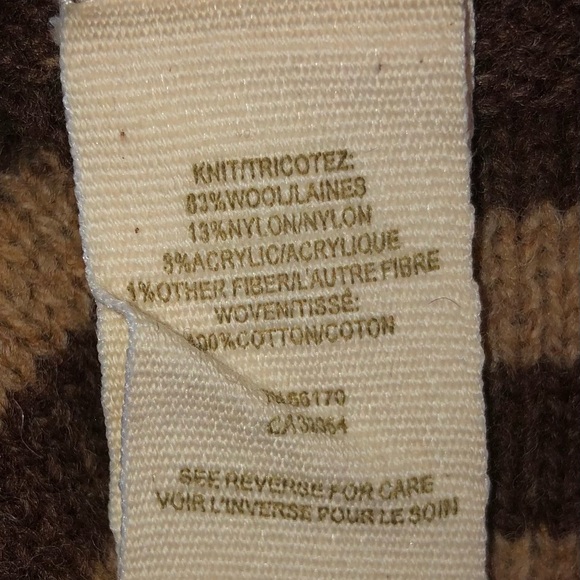 KNIT/TRICOTEZ:
83%WOOL/LAINES
13%NYLON/NYLON
3%ACRYLIC/ACRYLIQUE
1%OTHER FIBER/L'AUTRE FIBRE
WOVEN/TISSÉ:
100%COTTON/COTON
SEE REVERSE FOR CARE
VOIR L'INVERSE POUR LE SOIN